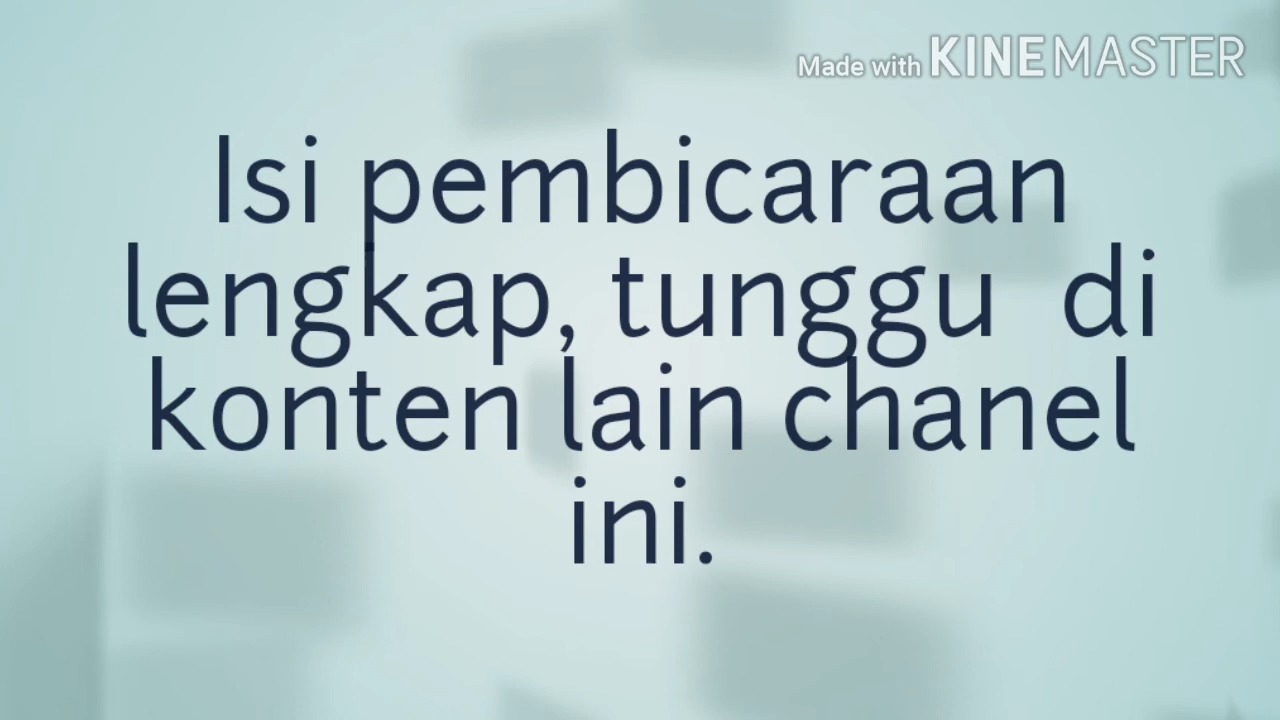 Made with KINEMASTER
Isi pembicaraan
lengkap, tunggu di
konten lain chanel
ini.